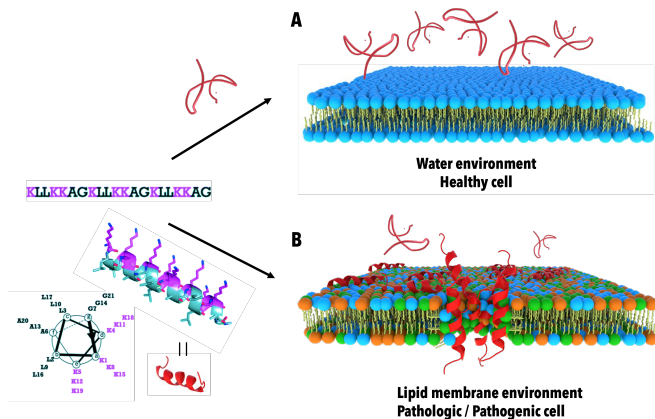 A
Water environment
Healthy cell
KLLKKAGKLLKKAGKLLKKAG
B
G21
L17
G14
L10
G7
L3
K18
A20
K11
A13
K4
A6
L2
K1
L9
K8
L16
K5
K15
K12
K19
Lipid membrane environment
Pathologic / Pathogenic cell